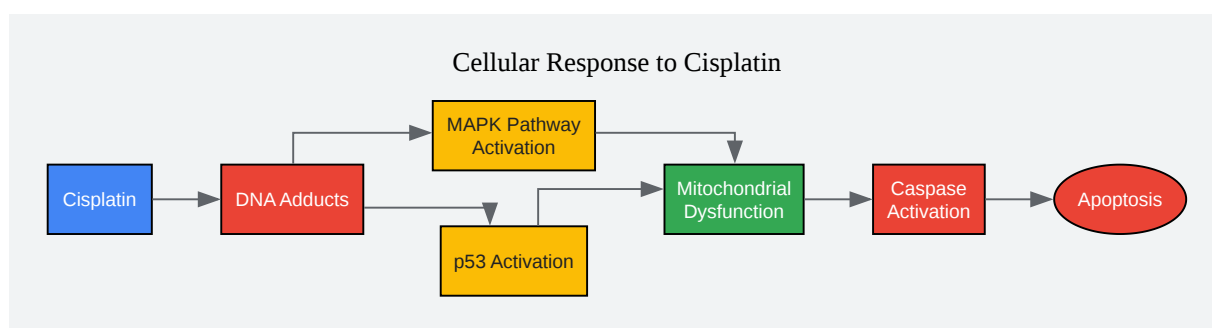 Cellular Response to Cisplatin
Cisplatin
DNA Adducts
MAPK Pathway
Activation
p53 Activation
Mitochondrial
Dysfunction
Caspase
Activation
Apoptosis